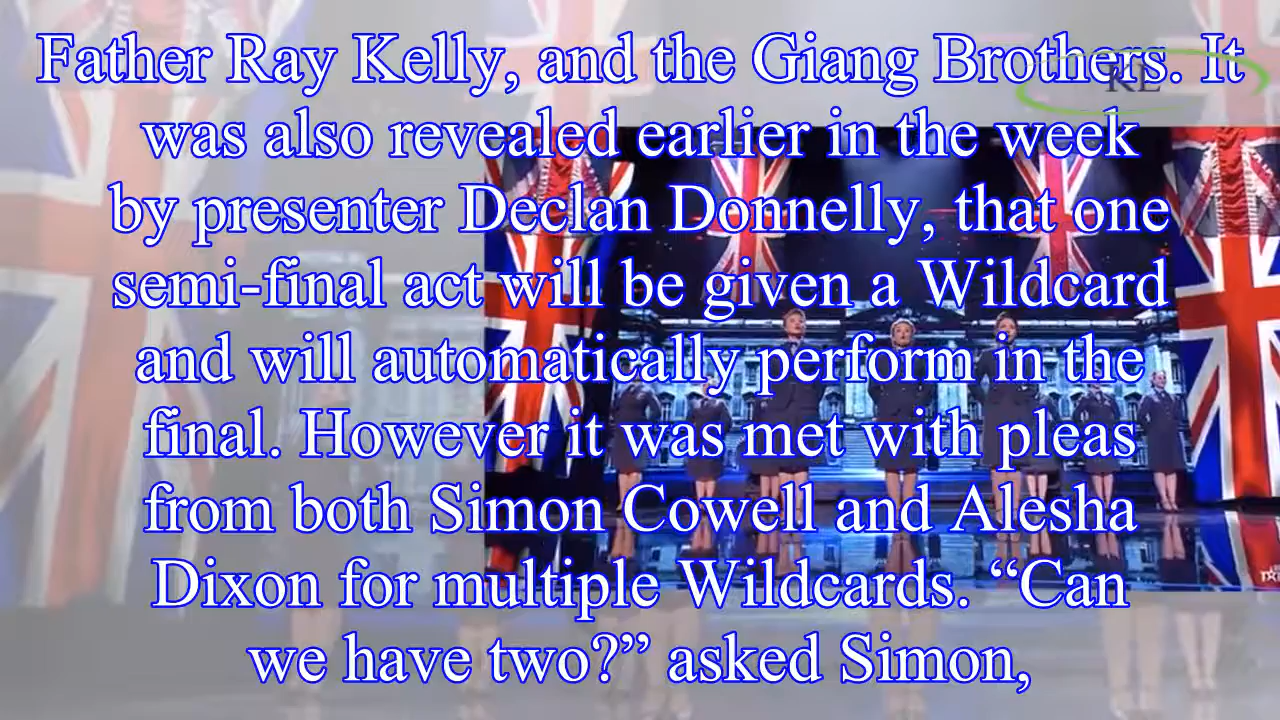 Father Ray Kelly, and the Giang Brothers. It
KL
was also revealed earlier in the week
by presenter Declan Donnelly, that one
semi-final act will be given a Wildcard
and will automatically perform in the
final. However it was met with pleas
from both Simon Cowell and Alesha
Dixon for multiple Wildcards. “Can
we have two?” asked Simon,